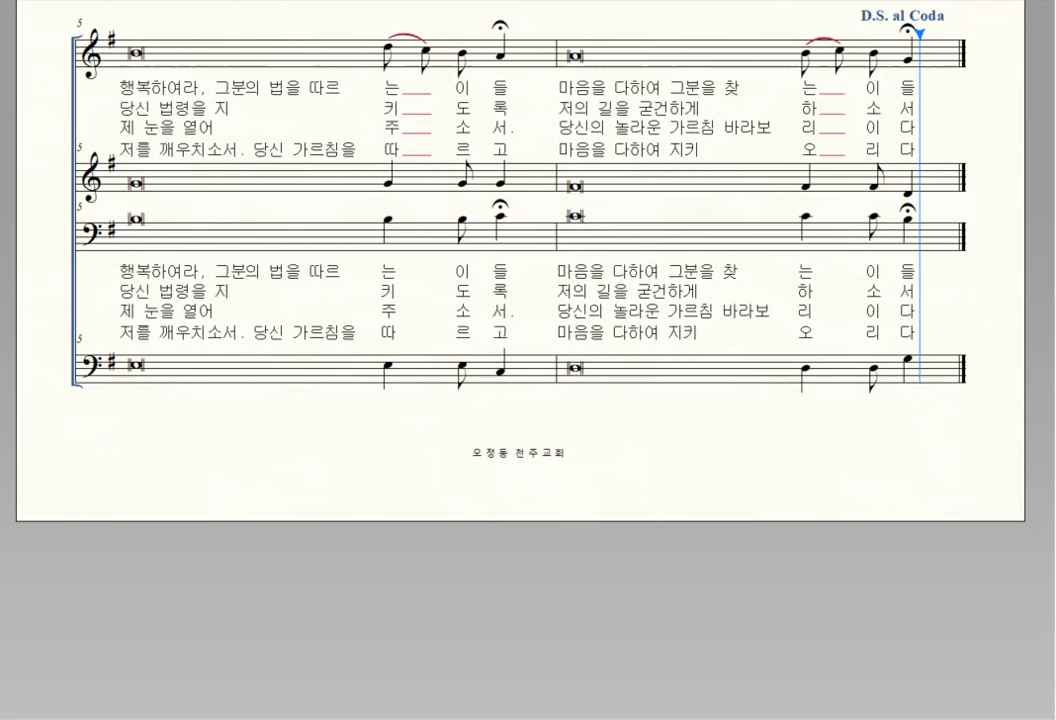 D.S. al Coda
5
행복하여라, 그분의 법을 따르 는 이 들 마음을 다하여 그분을 찾 는 이 들
당신 법령을 지 키 도 록 저의 길을 굳건하게 하 소 서
제 눈을 열어 주 소 서. 당신의 놀라운 가르침 바라보 리 이 다
저를 깨우치소서. 당신 가르침을 따 르 고 마음을 다하여 지키 오 리 다
5
5
행복하여라, 그분의 법을 따르 는 이 들 마음을 다하여 그분을 찾 는 이 들
당신 법령을 지 키 도 록 저의 길을 굳건하게 하 소 서
제 눈을 열어 주 소 서. 당신의 놀라운 가르침 바라보 리 이 다
저를 깨우치소서. 당신 가르침을 따 르 고 마음을 다하여 지키 오 리 다
5
오정동 천주교회